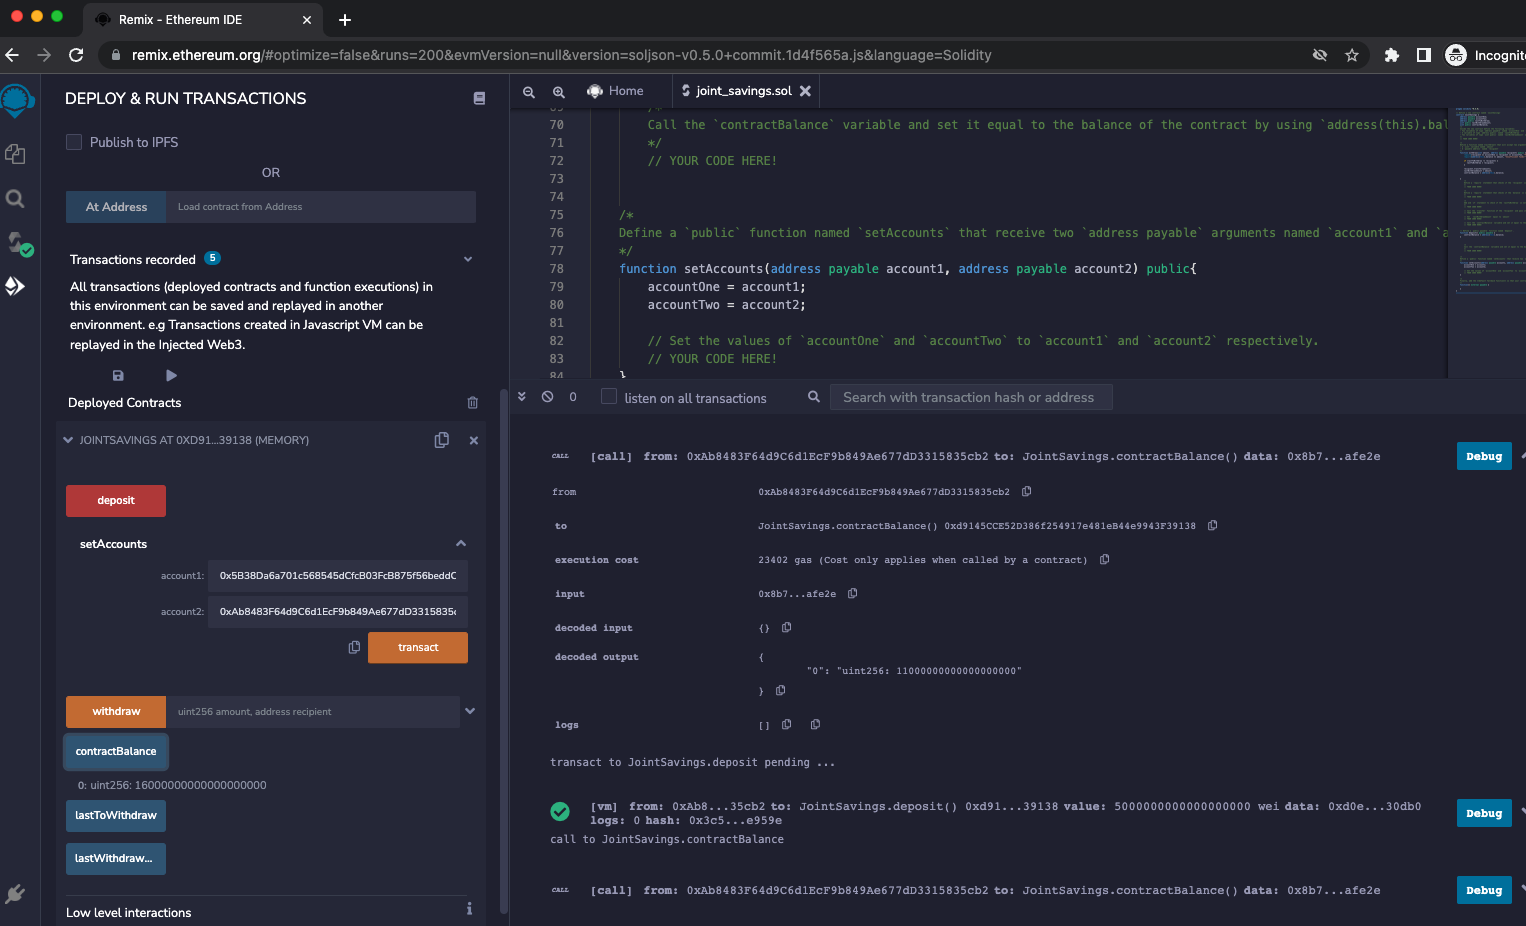 Remix - Ethereum IDE
remix.ethereum.org/#optimize=false&runs=200&evmVersion=null&version=soljson-v0.5.0+commit.1d4f565a.js&language=Solidity
Incognit
DEPLOY & RUN TRANSACTIONS
Publish to IPFS
OR
At Address Load contract from Address
Transactions recorded 5
All transactions (deployed contracts and function executions) in
this environment can be saved and replayed in another
environment. e.g Transactions created in Javascript VM can be
replayed in the Injected Web3.
Deployed Contracts
JOINTSAVINGS AT 0XD91...39138 (MEMORY)
deposit
setAccounts
account1: 0x5B38Da6a701c568545dCfcB03FcB875f56beddC
account2: 0xAb8483F64d9C6d1EcF9b849Ae677dD3315835c
transact
withdraw uint256 amount, address recipient
contractBalance
0: uint256: 16000000000000000000
lastToWithdraw
lastWithdraw...
Low level interactions
Home joint_savings.sol
69 /*
70 Call the `contractBalance` variable and set it equal to the balance of the contract by using `address(this).bal
71 */
72 // YOUR CODE HERE!
73
74
75 /*
76 Define a `public` function named `setAccounts` that receive two `address payable` arguments named `account1` and `a
77 */
78 function setAccounts(address payable account1, address payable account2) public{
79 accountOne = account1;
80 accountTwo = account2;
81
82 // Set the values of `accountOne` and `accountTwo` to `account1` and `account2` respectively.
83 // YOUR CODE HERE!
84 }
0 listen on all transactions Search with transaction hash or address
CALL [call] from: 0xAb8483F64d9C6d1EcF9b849Ae677dD3315835cb2 to: JointSavings.contractBalance() data: 0x8b7...afe2e Debug
from 0xAb8483F64d9C6d1EcF9b849Ae677dD3315835cb2
to JointSavings.contractBalance() 0xd9145CCE52D386f254917e481eB44e9943F39138
execution cost 23402 gas (Cost only applies when called by a contract)
input 0x8b7...afe2e
decoded input {}
decoded output {
"0": "uint256: 11000000000000000000"
}
logs []
transact to JointSavings.deposit pending ...
[vm] from: 0xAb8...35cb2 to: JointSavings.deposit() 0xd91...39138 value: 5000000000000000000 wei data: 0xd0e...30db0 Debug
logs: 0 hash: 0x3c5...e959e
call to JointSavings.contractBalance
CALL [call] from: 0xAb8483F64d9C6d1EcF9b849Ae677dD3315835cb2 to: JointSavings.contractBalance() data: 0x8b7...afe2e Debug